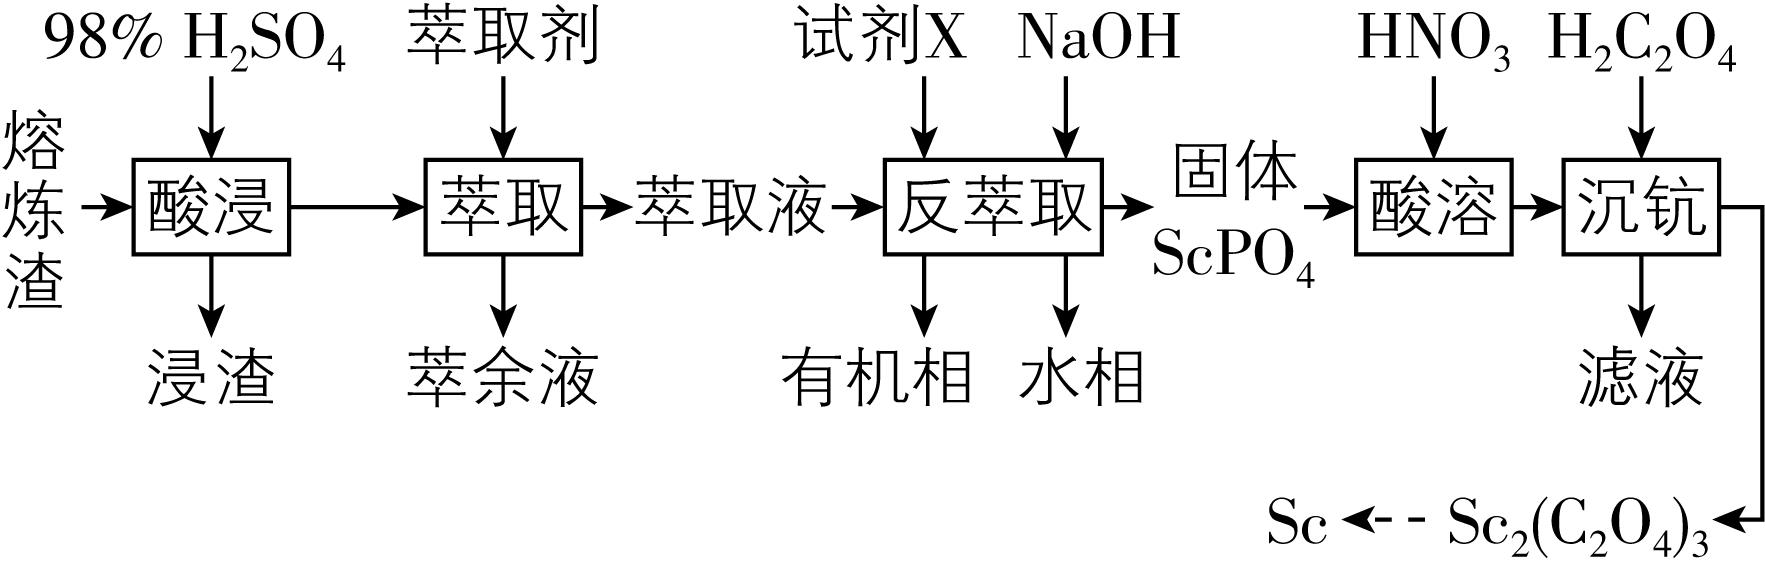 98% H₂SO₄ 萃取剂 试剂X NaOH HNO₃ H₂C₂O₄
熔炼渣 酸浸 萃取 萃取液 反萃取 固体 ScPO₄ 酸溶 沉钪
浸渣 萃余液 有机相 水相 滤液
Sc Sc₂(C₂O₄)₃